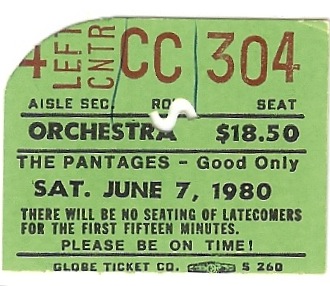 4 LEFT CNTR CC 304
AISLE SEC. ROW SEAT
ORCHESTRA $18.50
THE PANTAGES - Good Only
SAT. JUNE 7, 1980
THERE WILL BE NO SEATING OF LATECOMERS
FOR THE FIRST FIFTEEN MINUTES.
PLEASE BE ON TIME!
GLOBE TICKET CO. S 260